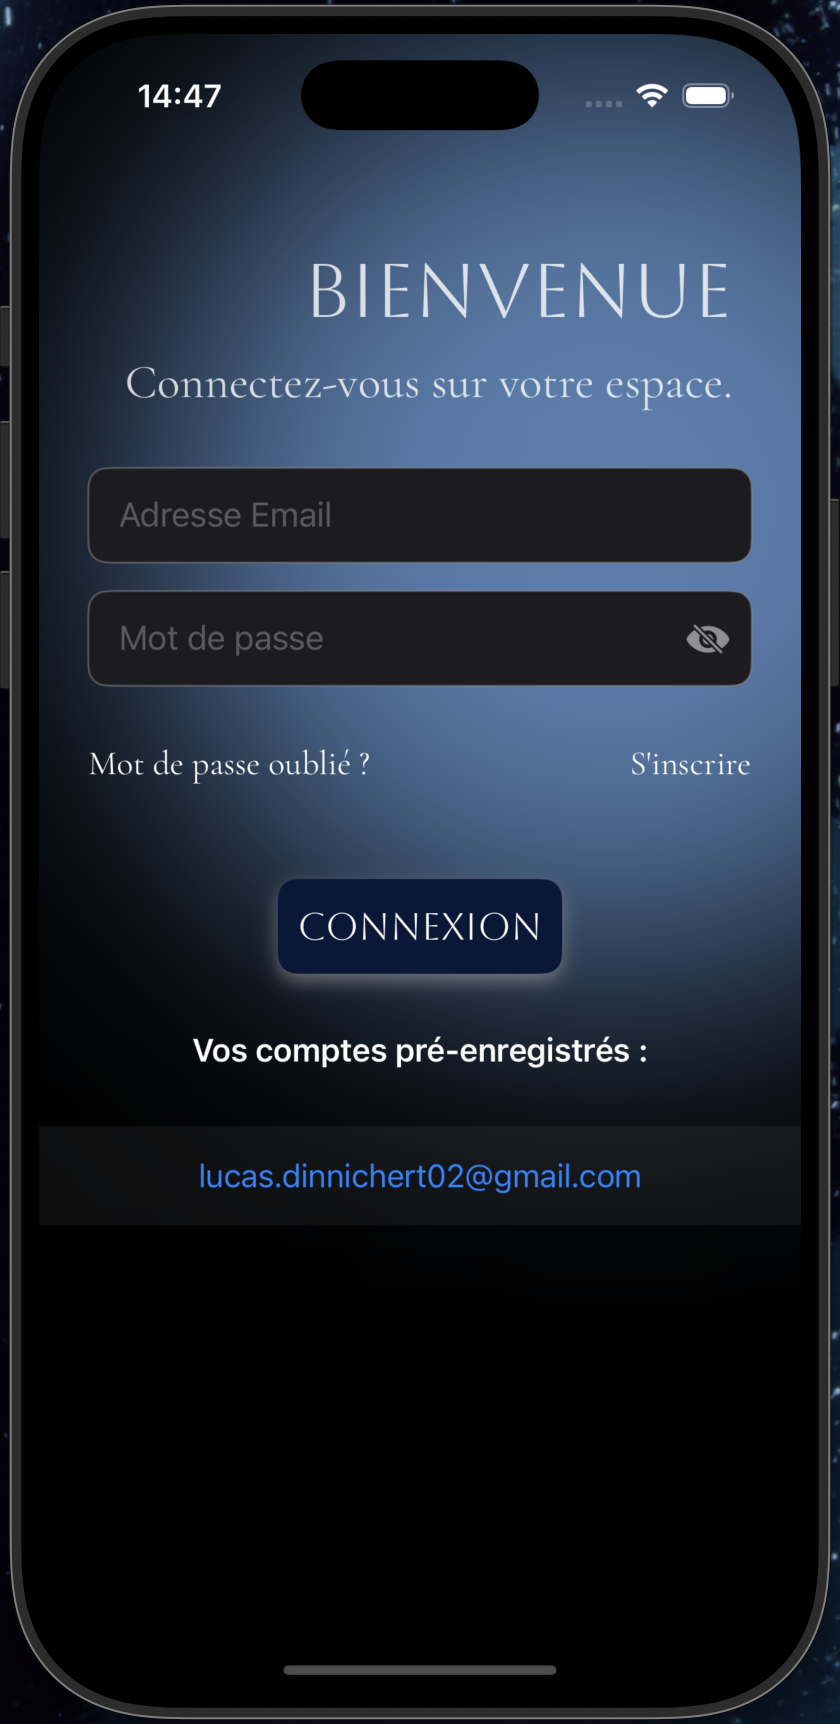 14:47
BIENVENUE
Connectez-vous sur votre espace.
Adresse Email
Mot de passe
Mot de passe oublié ? S'inscrire
CONNEXION
Vos comptes pré-enregistrés :
lucas.dinnichert02@gmail.com